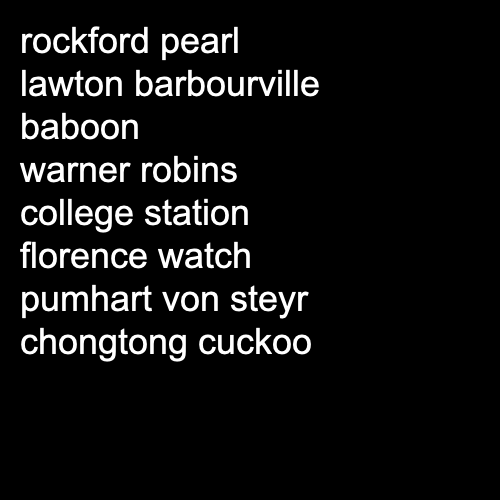 rockford pearl
lawton barbourville
baboon
warner robins
college station
florence watch
pumhart von steyr
chongtong cuckoo